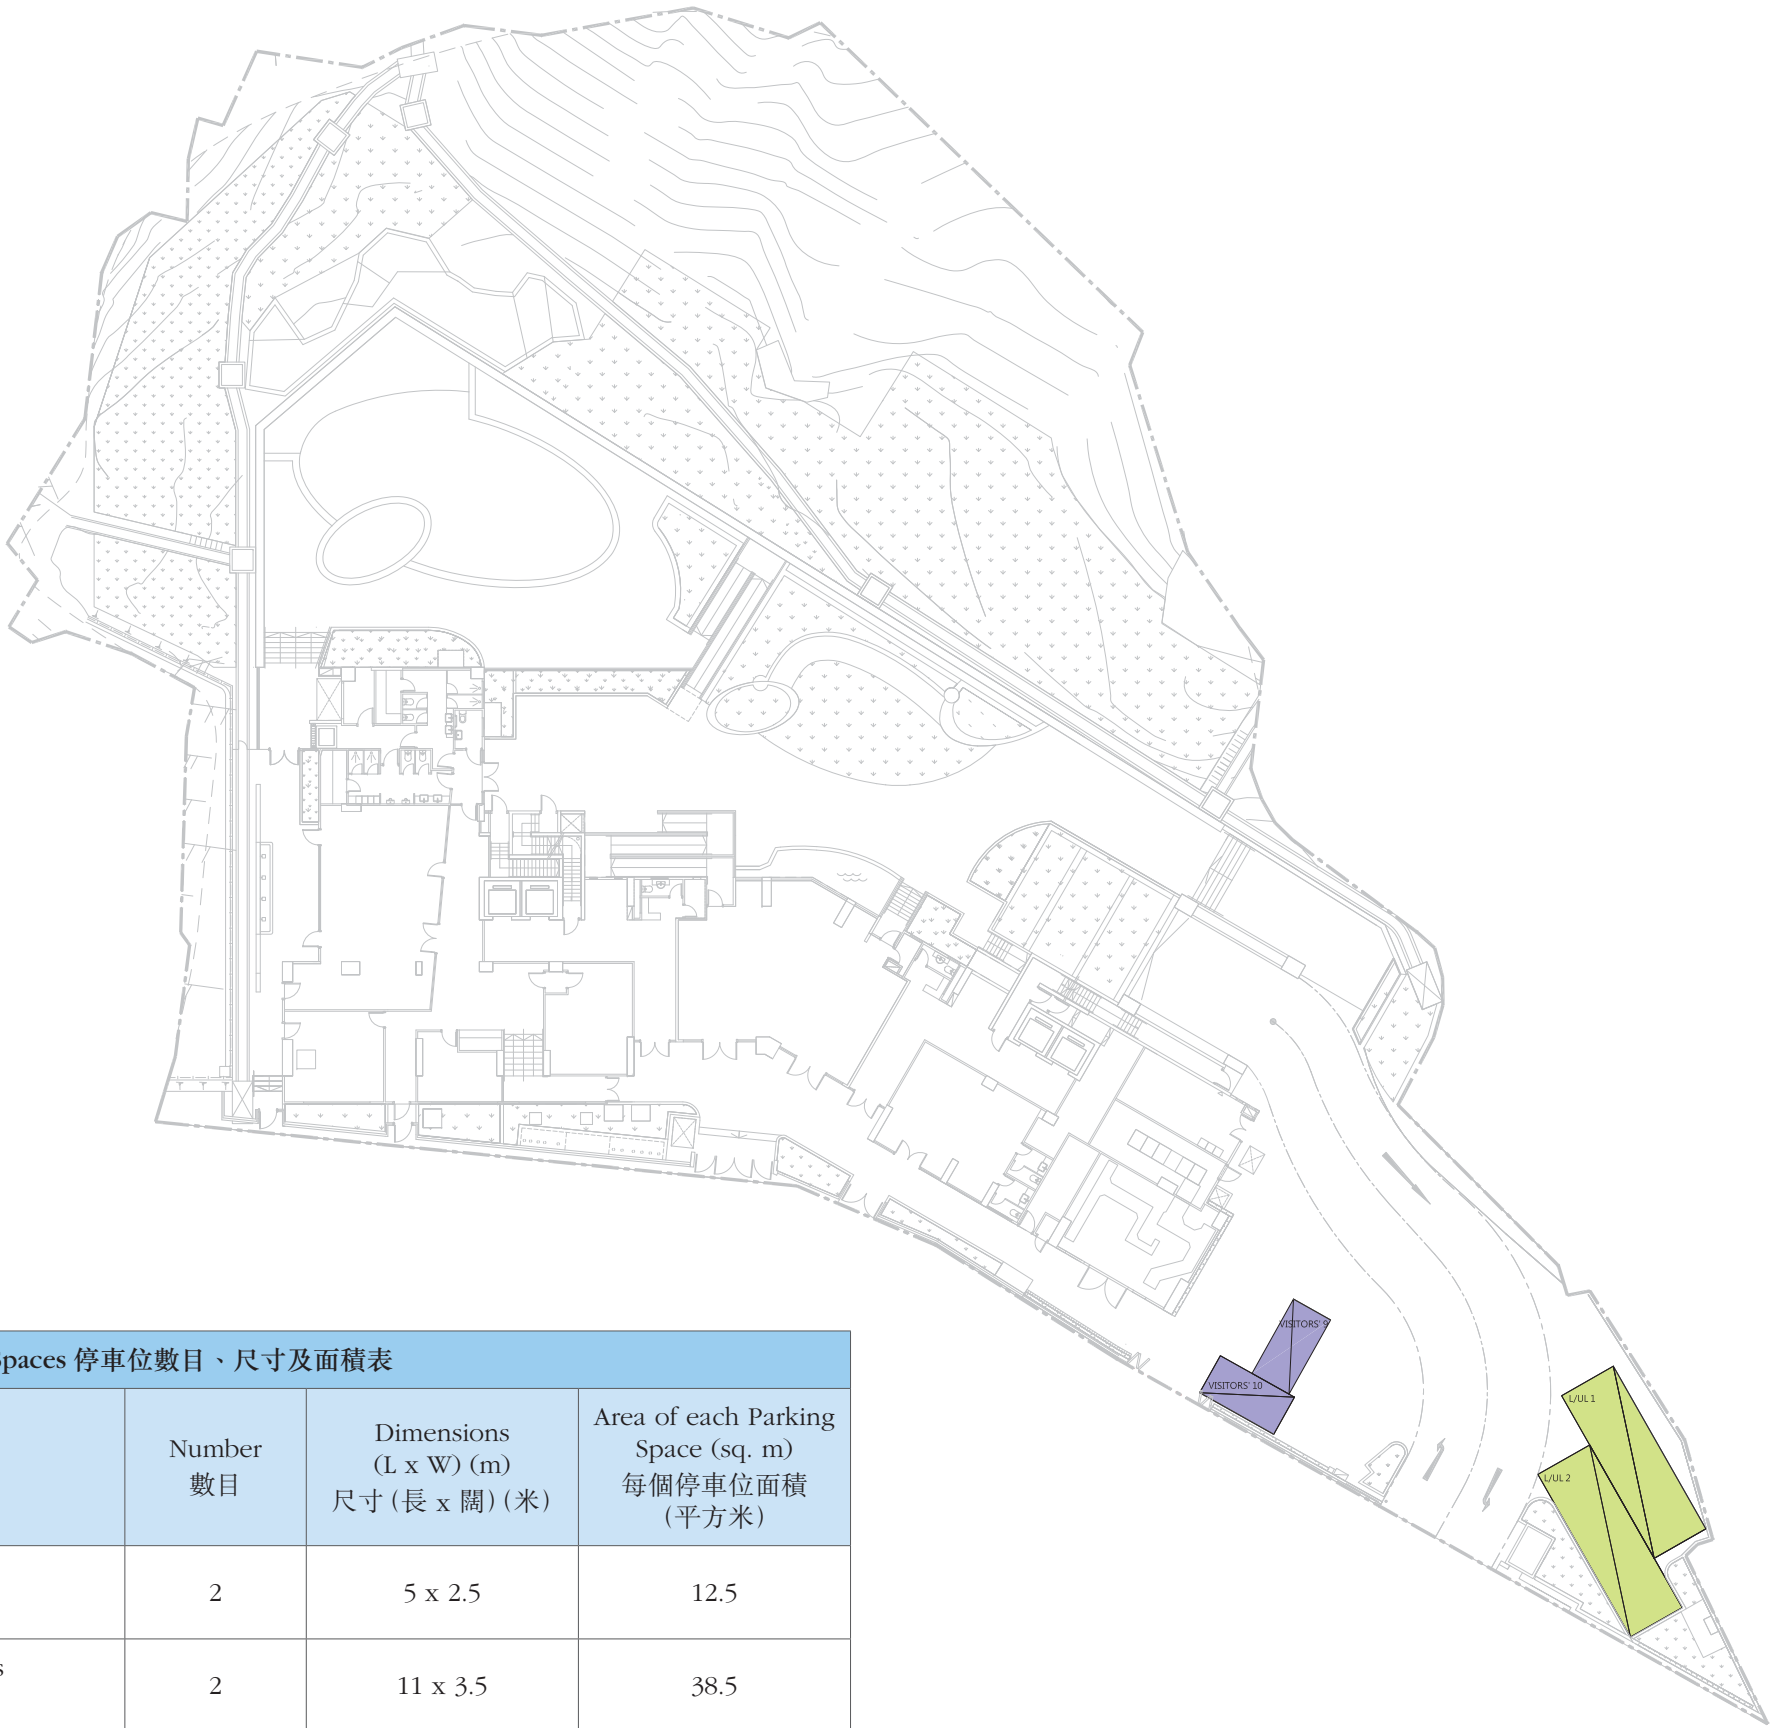 VISITORS' 9
VISITORS' 10
L/UL 1
L/UL 2
Spaces 停車位數目、尺寸及面積表
Number
數目
Dimensions
(L x W) (m)
尺寸 (長 x 闊) (米)
Area of each Parking
Space (sq. m)
每個停車位面積
(平方米)
2
5 x 2.5
12.5
s
2
11 x 3.5
38.5